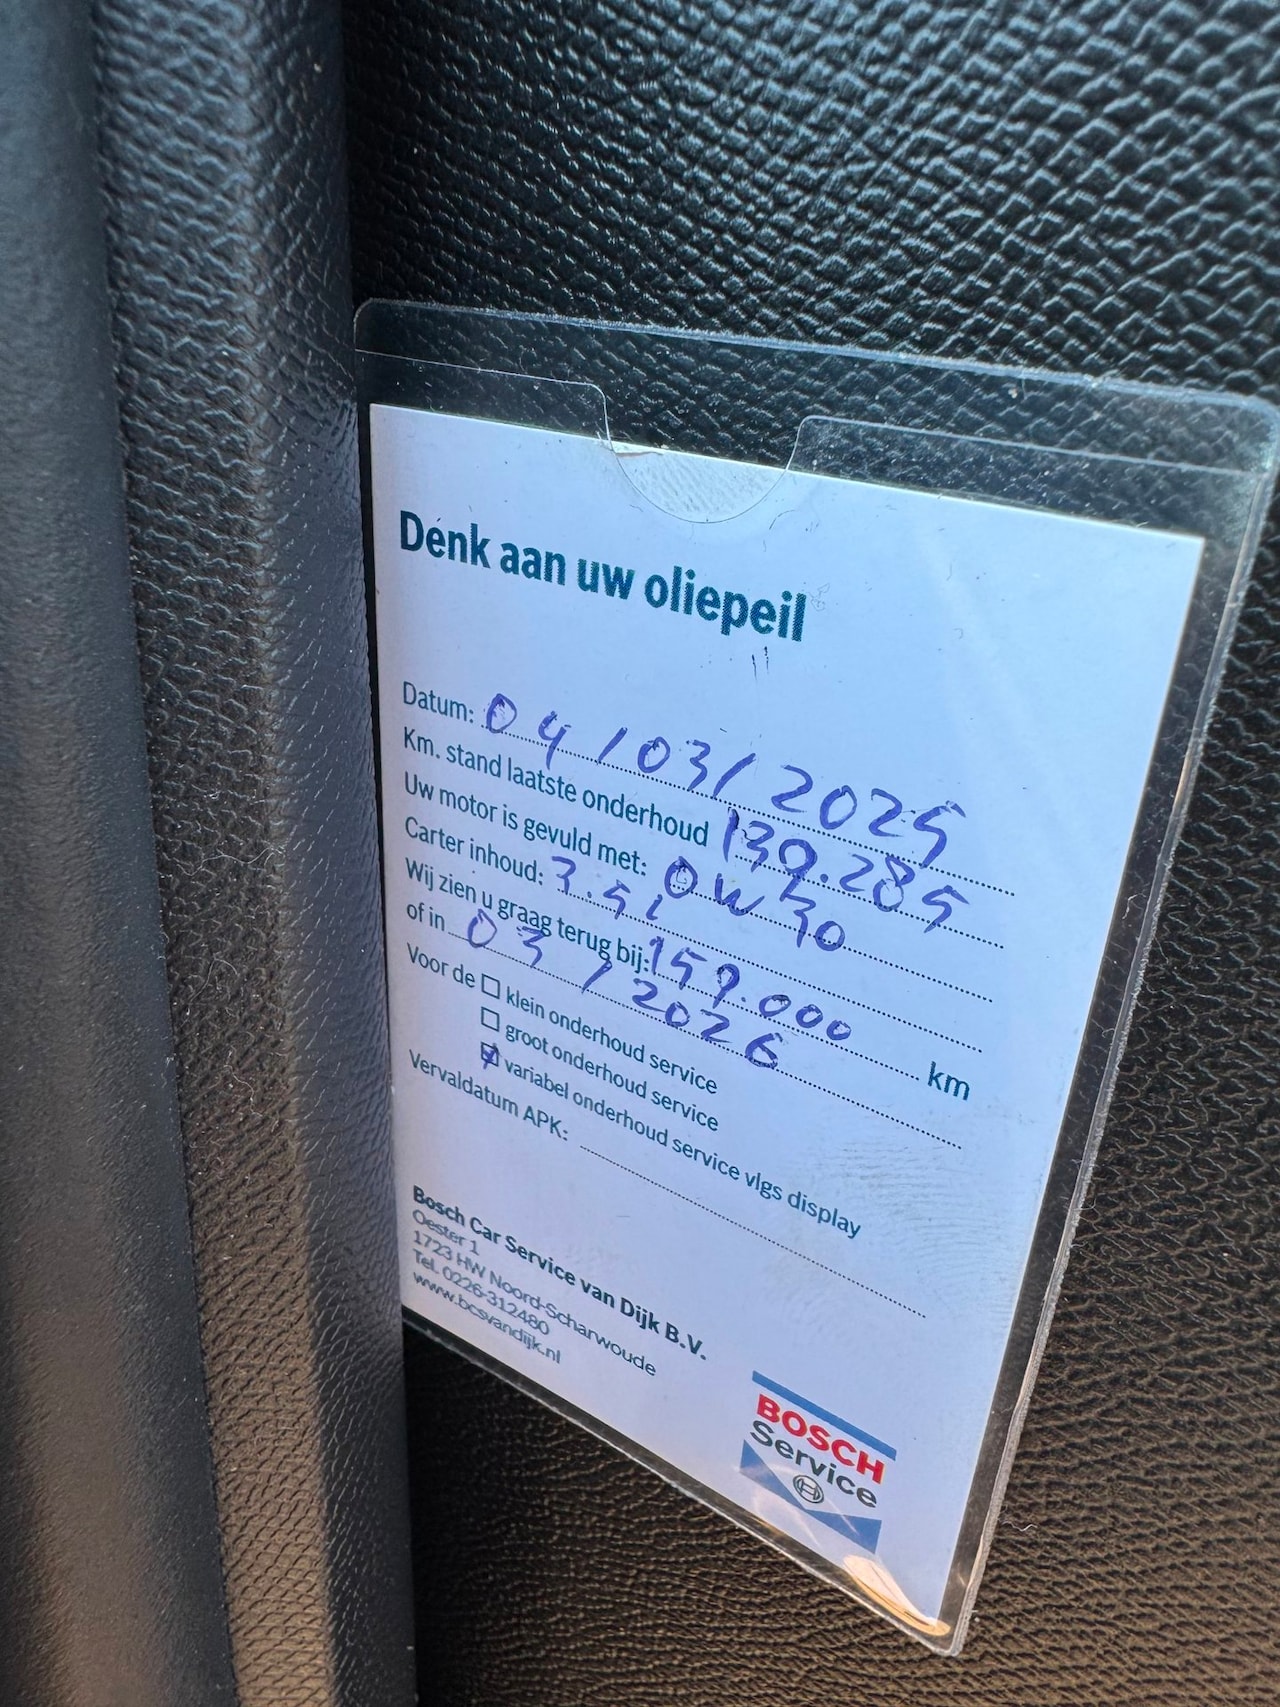 Denk aan uw oliepeil
Datum: 04/03/2025
Km. stand laatste onderhoud 139.285
Uw motor is gevuld met: 0W30
Carter inhoud: 3.5L
Wij zien u graag terug bij: 159.000 km
of in 03/2026
Voor de ☐ klein onderhoud service
☐ groot onderhoud service
☒ variabel onderhoud service vlgs display
Vervaldatum APK:
Bosch Car Service van Dijk B.V.
Oester 1
1723 HW Noord-Scharwoude
Tel. 0226-312480
www.bcsvandijk.nl
BOSCH
Service